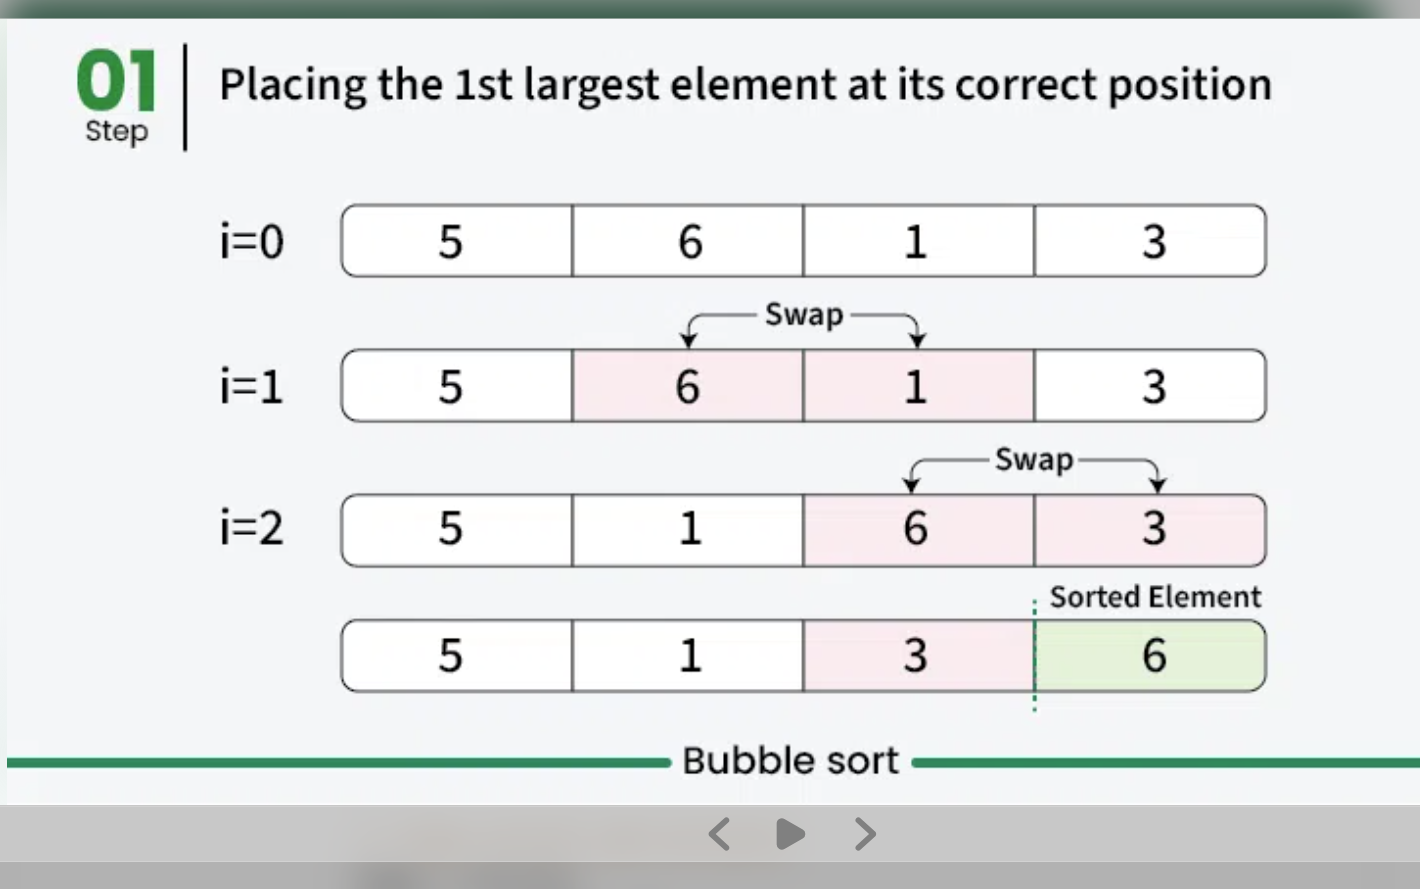 01
Step
Placing the 1st largest element at its correct position
i=0 5 6 1 3
Swap
i=1 5 6 1 3
Swap
i=2 5 1 6 3
Sorted Element
5 1 3 6
Bubble sort